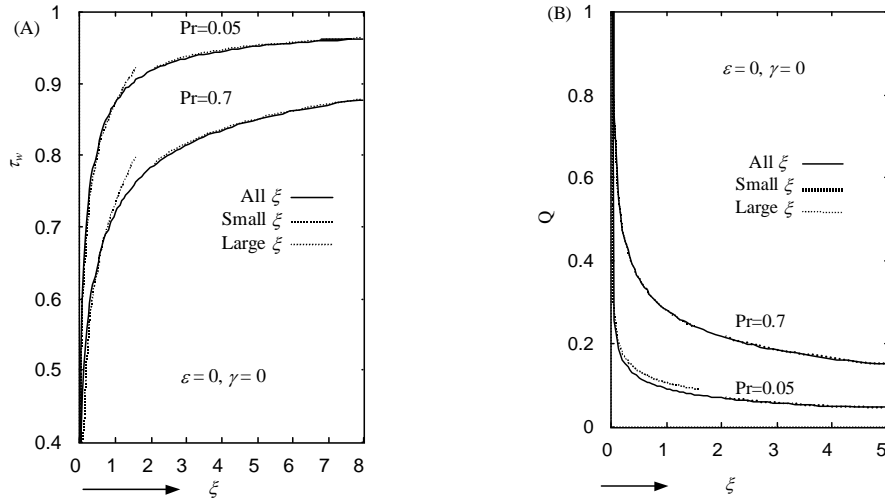 (A)
1
0.9
0.8
0.7
0.6
0.5
0.4
τw
Pr=0.05
Pr=0.7
All ξ
Small ξ
Large ξ
ε=0, γ=0
0 1 2 3 4 5 6 7 8
ξ
(B)
1
0.8
0.6
0.4
0.2
0
Q
ε=0, γ=0
All ξ
Small ξ
Large ξ
Pr=0.7
Pr=0.05
0 1 2 3 4 5
ξ